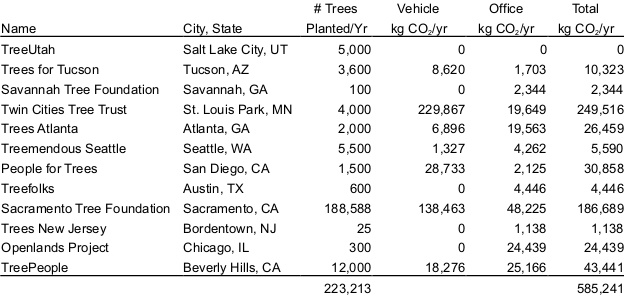 # Trees Vehicle Office Total
Name City, State Planted/Yr kg CO₂/yr kg CO₂/yr kg CO₂/yr
TreeUtah Salt Lake City, UT 5,000 0 0 0
Trees for Tucson Tucson, AZ 3,600 8,620 1,703 10,323
Savannah Tree Foundation Savannah, GA 100 0 2,344 2,344
Twin Cities Tree Trust St. Louis Park, MN 4,000 229,867 19,649 249,516
Trees Atlanta Atlanta, GA 2,000 6,896 19,563 26,459
Treemendous Seattle Seattle, WA 5,500 1,327 4,262 5,590
People for Trees San Diego, CA 1,500 28,733 2,125 30,858
Treefolks Austin, TX 600 0 4,446 4,446
Sacramento Tree Foundation Sacramento, CA 188,588 138,463 48,225 186,689
Trees New Jersey Bordentown, NJ 25 0 1,138 1,138
Openlands Project Chicago, IL 300 0 24,439 24,439
TreePeople Beverly Hills, CA 12,000 18,276 25,166 43,441
223,213 585,241